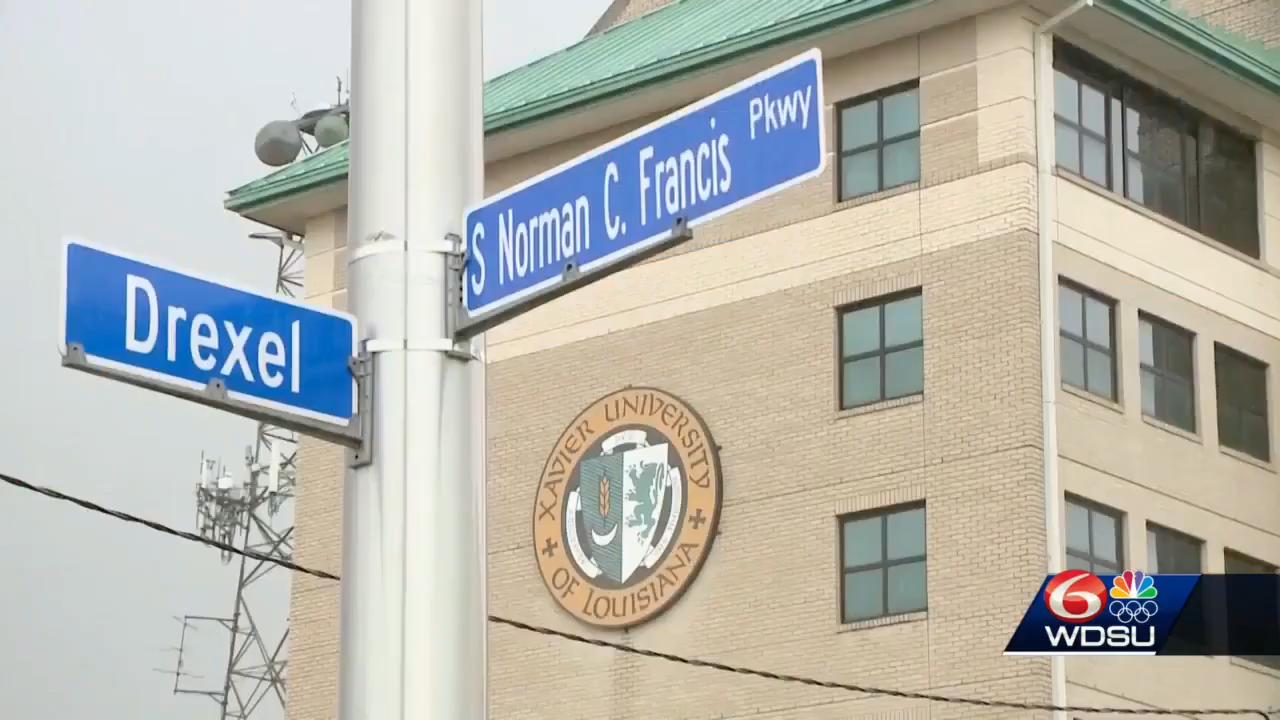 Drexel
S Norman C. Francis Pkwy
XAVIER UNIVERSITY
OF LOUISIANA
6
WDSU